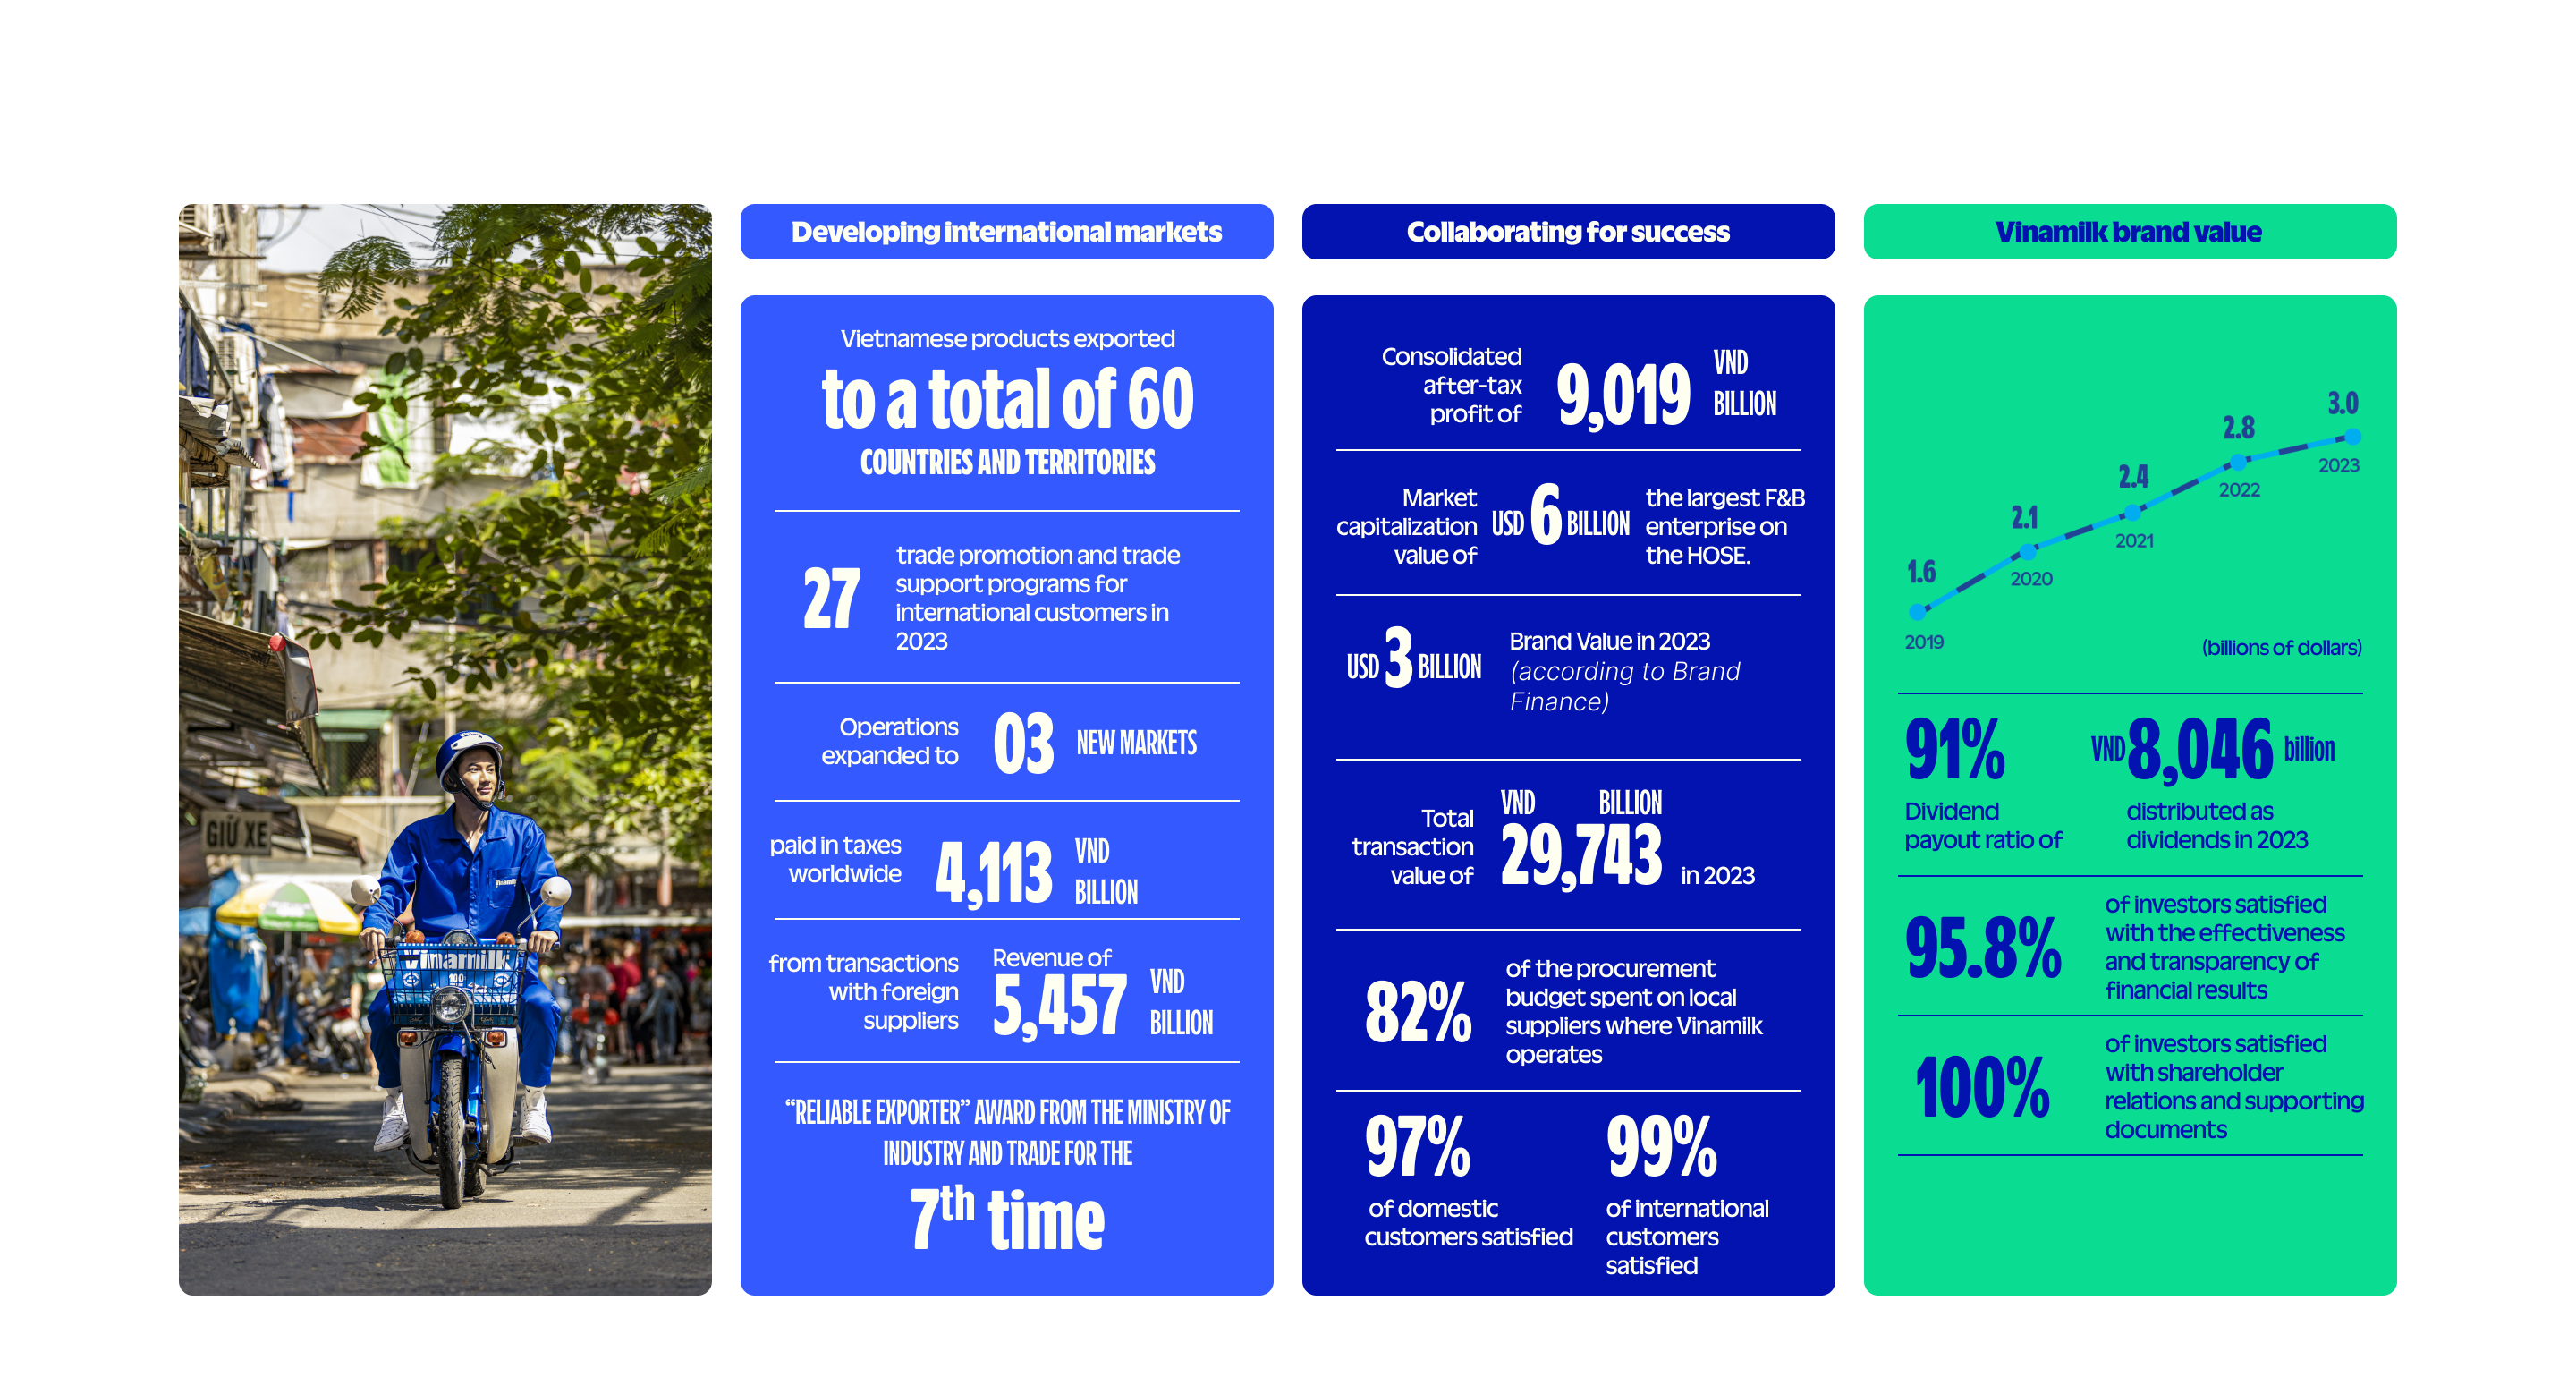 Developing international markets
Vietnamese products exported
to a total of 60
COUNTRIES AND TERRITORIES
27
trade promotion and trade
support programs for
international customers in
2023
Operations
expanded to
03
NEW MARKETS
paid in taxes
worldwide
4,113
VND
BILLION
from transactions
with foreign
suppliers
Revenue of
5,457
VND
BILLION
“RELIABLE EXPORTER” AWARD FROM THE MINISTRY OF
INDUSTRY AND TRADE FOR THE
7th time
Collaborating for success
Consolidated
after-tax
profit of
9,019
VND
BILLION
Market
capitalization
value of
USD 6 BILLION
the largest F&B
enterprise on
the HOSE.
USD 3 BILLION
Brand Value in 2023
(according to Brand
Finance)
Total
transaction
value of
VND BILLION
29,743
in 2023
82%
of the procurement
budget spent on local
suppliers where Vinamilk
operates
97%
of domestic
customers satisfied
99%
of international
customers
satisfied
Vinamilk brand value
1.6
2.1
2.4
2.8
3.0
2019
2020
2021
2022
2023
(billions of dollars)
91%
Dividend
payout ratio of
VND 8,046 billion
distributed as
dividends in 2023
95.8%
of investors satisfied
with the effectiveness
and transparency of
financial results
100%
of investors satisfied
with shareholder
relations and supporting
documents
GIỮ XE
Vinamilk
vinamilk
100